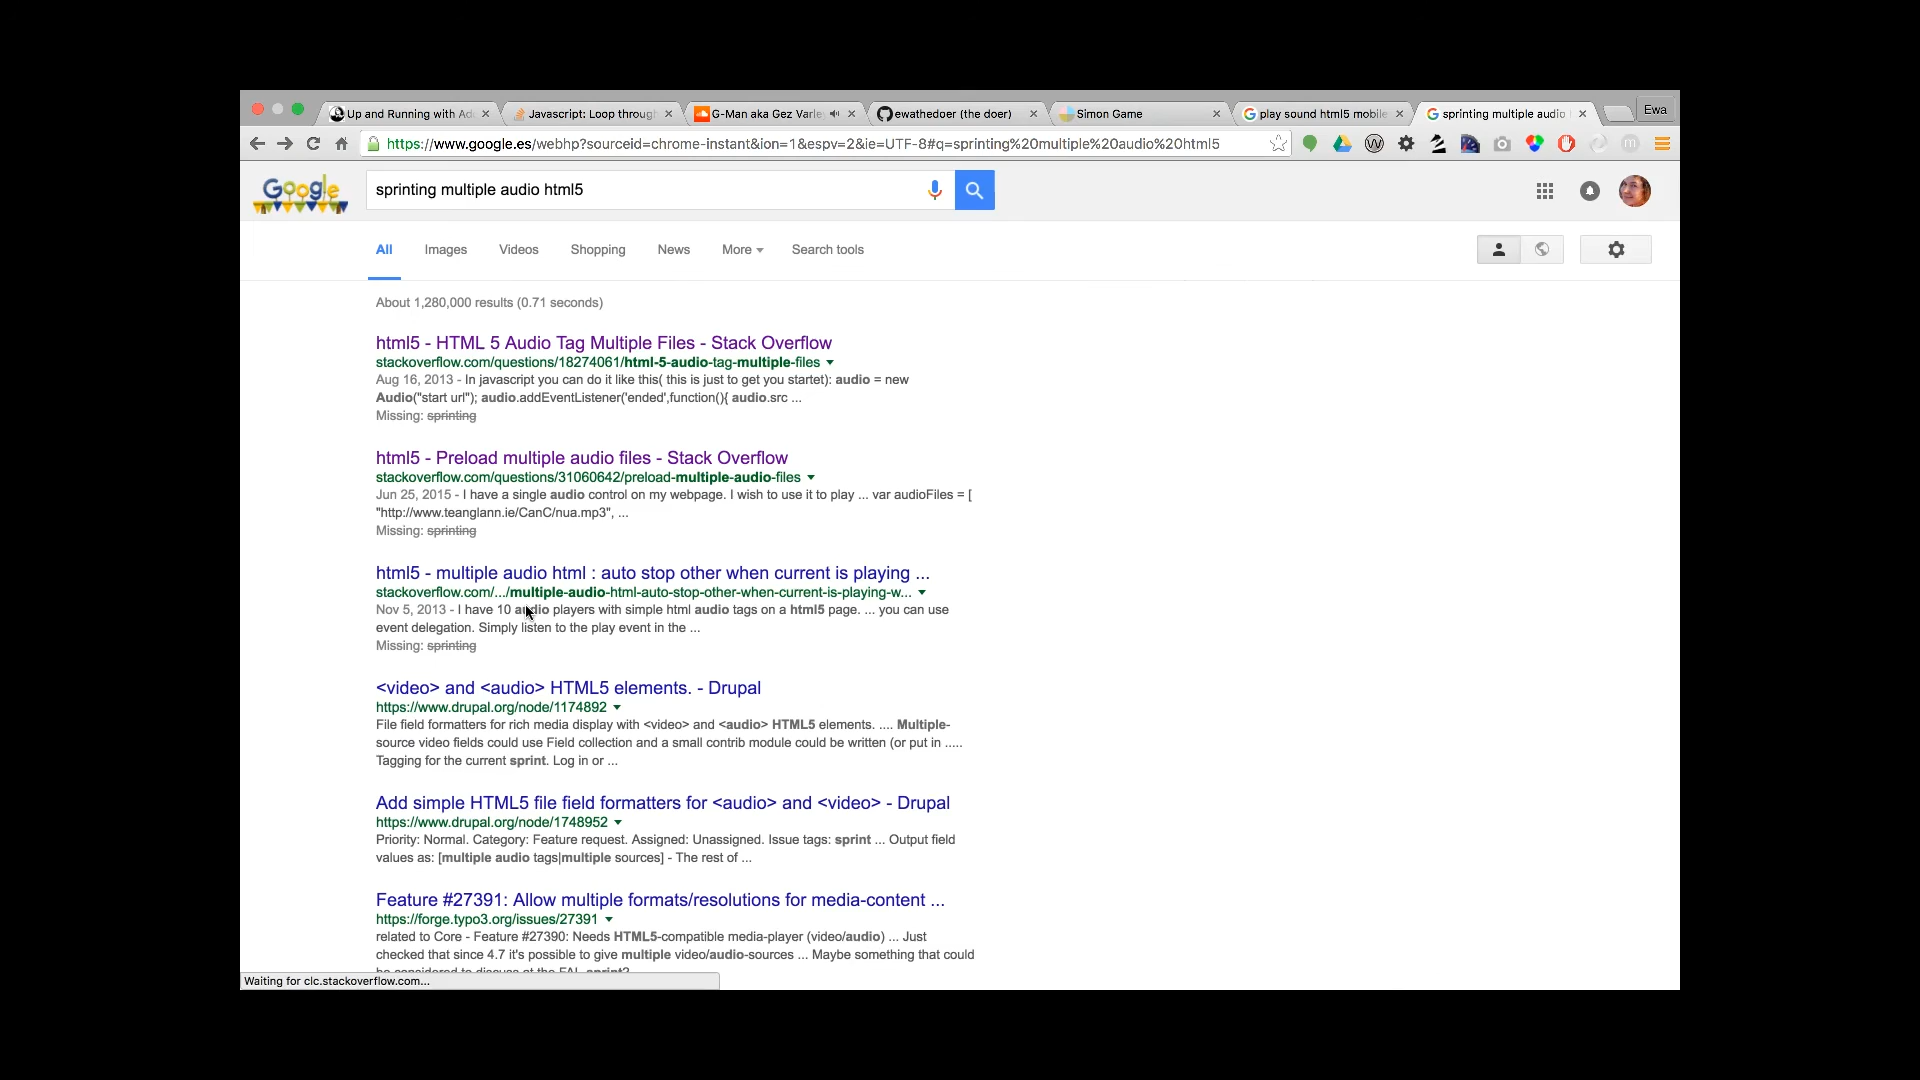 Up and Running with Ad
Javascript: Loop throug
G-Man aka Gez Varle
ewathedoer (the doer)
Simon Game
play sound html5 mobile
sprinting multiple audio
Ewa
https://www.google.es/webhp?sourceid=chrome-instant&ion=1&espv=2&ie=UTF-8#q=sprinting%20multiple%20audio%20html5
Google
sprinting multiple audio html5
All Images Videos Shopping News More Search tools
About 1,280,000 results (0.71 seconds)
html5 - HTML 5 Audio Tag Multiple Files - Stack Overflow
stackoverflow.com/questions/18274061/html-5-audio-tag-multiple-files
Aug 16, 2013 - In javascript you can do it like this( this is just to get you startet): audio = new
Audio("start url"); audio.addEventListener('ended',function(){ audio.src ...
Missing: sprinting
html5 - Preload multiple audio files - Stack Overflow
stackoverflow.com/questions/31060642/preload-multiple-audio-files
Jun 25, 2015 - I have a single audio control on my webpage. I wish to use it to play ... var audioFiles = [
"http://www.teanglann.ie/CanC/nua.mp3", ...
Missing: sprinting
html5 - multiple audio html : auto stop other when current is playing ...
stackoverflow.com/.../multiple-audio-html-auto-stop-other-when-current-is-playing-w...
Nov 5, 2013 - I have 10 audio players with simple html audio tags on a html5 page. ... you can use
event delegation. Simply listen to the play event in the ...
Missing: sprinting
<video> and <audio> HTML5 elements. - Drupal
https://www.drupal.org/node/1174892
File field formatters for rich media display with <video> and <audio> HTML5 elements. .... Multiple-
source video fields could use Field collection and a small contrib module could be written (or put in .....
Tagging for the current sprint. Log in or ...
Add simple HTML5 file field formatters for <audio> and <video> - Drupal
https://www.drupal.org/node/1748952
Priority: Normal. Category: Feature request. Assigned: Unassigned. Issue tags: sprint ... Output field
values as: [multiple audio tags|multiple sources] - The rest of ...
Feature #27391: Allow multiple formats/resolutions for media-content ...
https://forge.typo3.org/issues/27391
related to Core - Feature #27390: Needs HTML5-compatible media-player (video/audio) ... Just
checked that since 4.7 it's possible to give multiple video/audio-sources ... Maybe something that could
be considered to discuss at the FAL sprint?
Waiting for clc.stackoverflow.com...